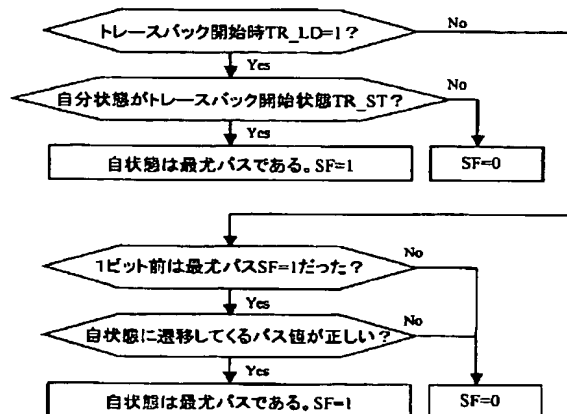 トレースバック開始時TR_LD=1？
No
Yes
自分状態がトレースバック開始状態TR_ST？
No
Yes
自状態は最尤パスである。SF=1
SF=0
1ビット前は最尤パスSF=1だった？
No
Yes
自状態に遷移してくるパス値が正しい？
No
Yes
自状態は最尤パスである。SF=1
SF=0